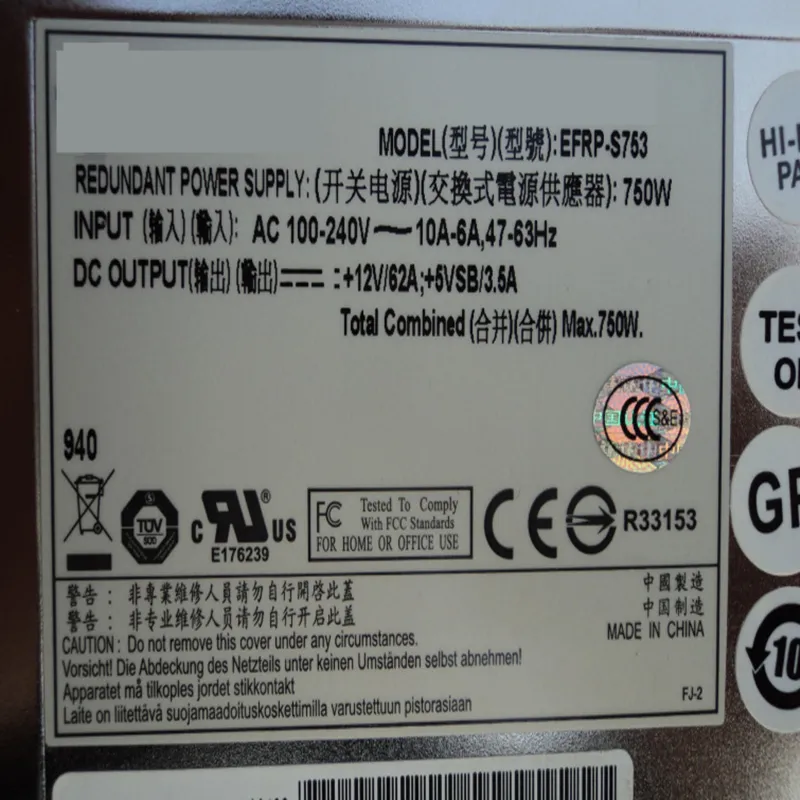 MODEL(型号)(型號):EFRP-S753
REDUNDANT POWER SUPPLY:(开关电源)(交換式電源供應器): 750W
INPUT (输入)(輸入): AC 100-240V~10A-6A,47-63Hz
DC OUTPUT(输出)(輸出)⎓:+12V/62A;+5VSB/3.5A
Total Combined (合并)(合併) Max.750W.
S&E
940
TÜV
c UR ® US
E176239
FC Tested To Comply
With FCC Standards
FOR HOME OR OFFICE USE
CE
R33153
警告: 非專業維修人員請勿自行開啓此蓋
警告: 非专业维修人员请勿自行开启此盖
CAUTION: Do not remove this cover under any circumstances.
Vorsicht! Die Abdeckung des Netzteils unter keinen Umständen selbst abnehmen!
Apparatet må tilkoples jordet stikkontakt
Laite on liitettävä suojamaadoituskoskettimilla varustettuun pistorasiaan
中國製造
中国制造
MADE IN CHINA
FJ-2
HI-
PA
TES
10